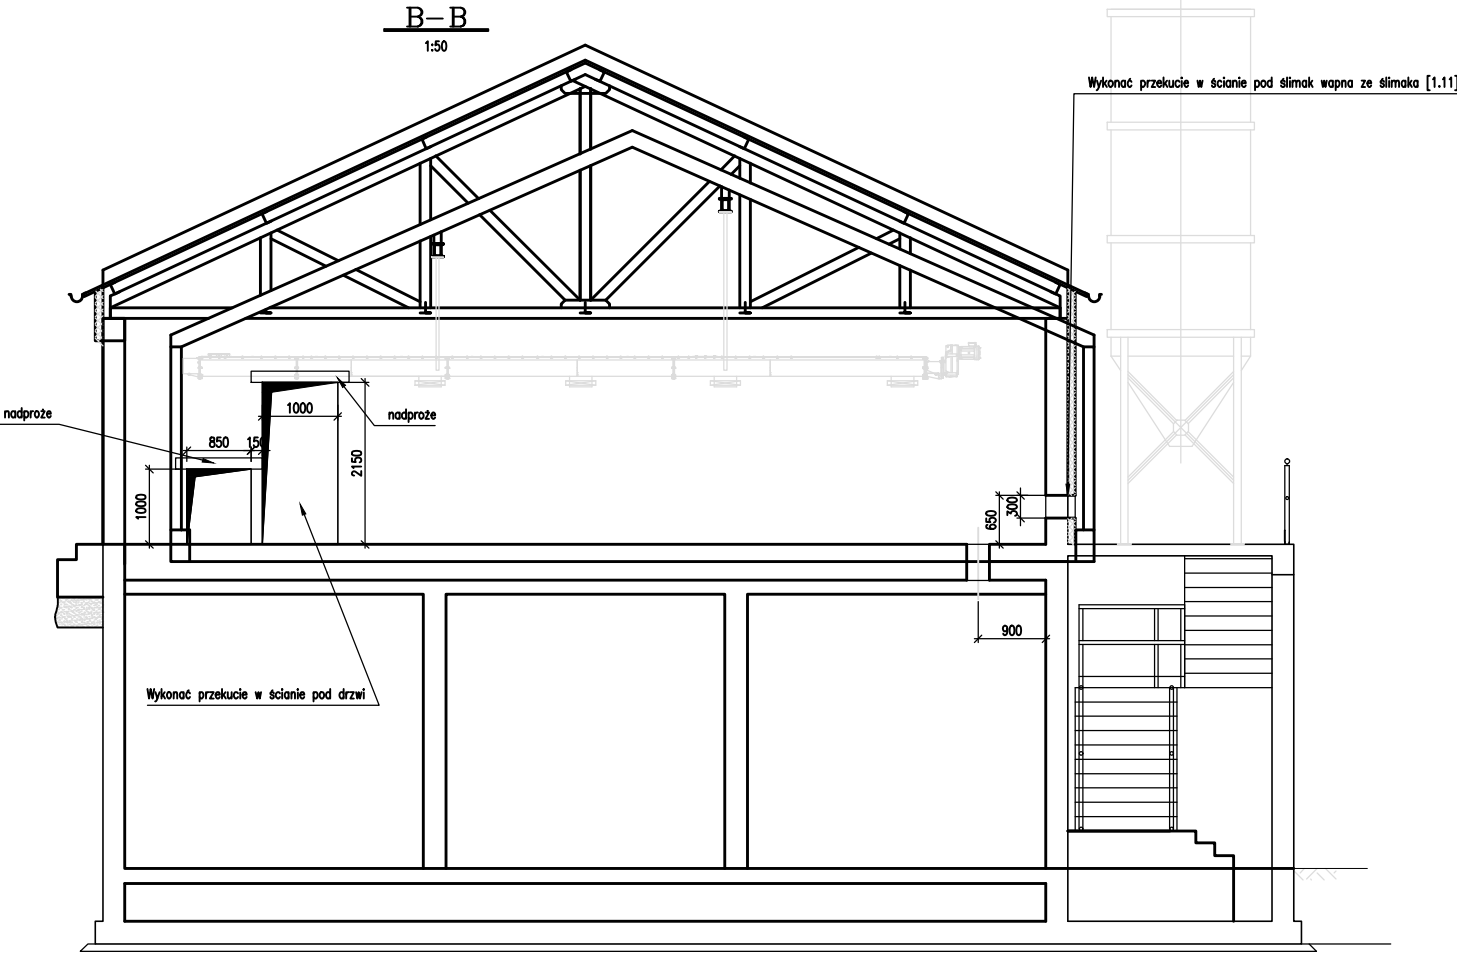 B-B
1:50
Wykonać przekucie w ścianie pod ślimak wapna ze ślimaka [1.11]
nadproże
1000
nadproże
850
150
2150
1000
650
300
900
Wykonać przekucie w ścianie pod drzwi